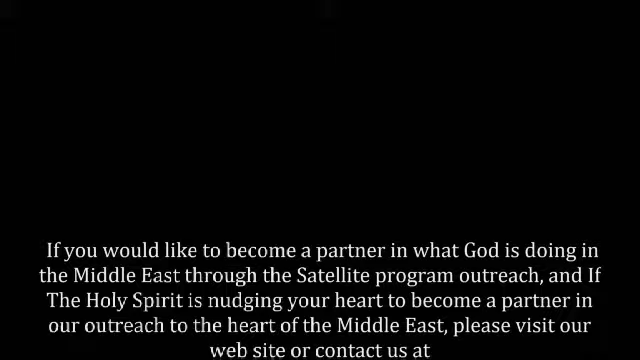 If you would like to become a partner in what God is doing in
the Middle East through the Satellite program outreach, and If
The Holy Spirit is nudging your heart to become a partner in
our outreach to the heart of the Middle East, please visit our
web site or contact us at